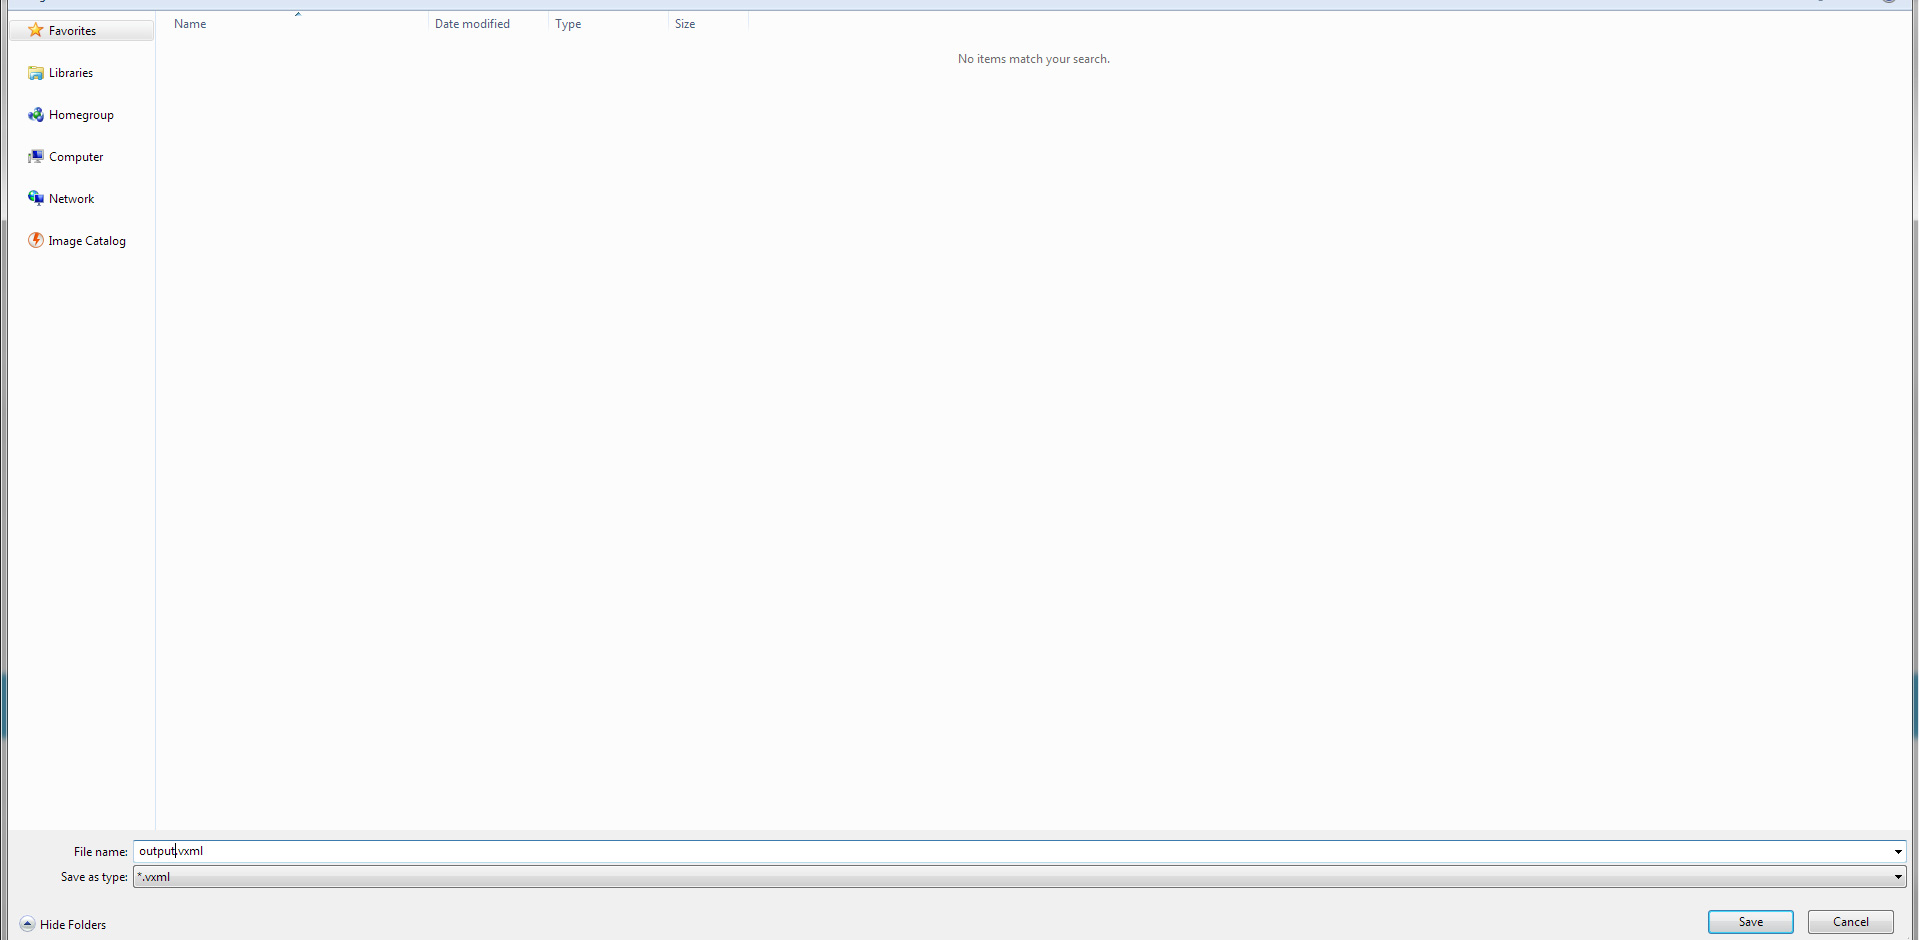 Name Date modified Type Size
Favorites
No items match your search.
Libraries
Homegroup
Computer
Network
Image Catalog
File name: output.vxml
Save as type: *.vxml
Hide Folders Save Cancel